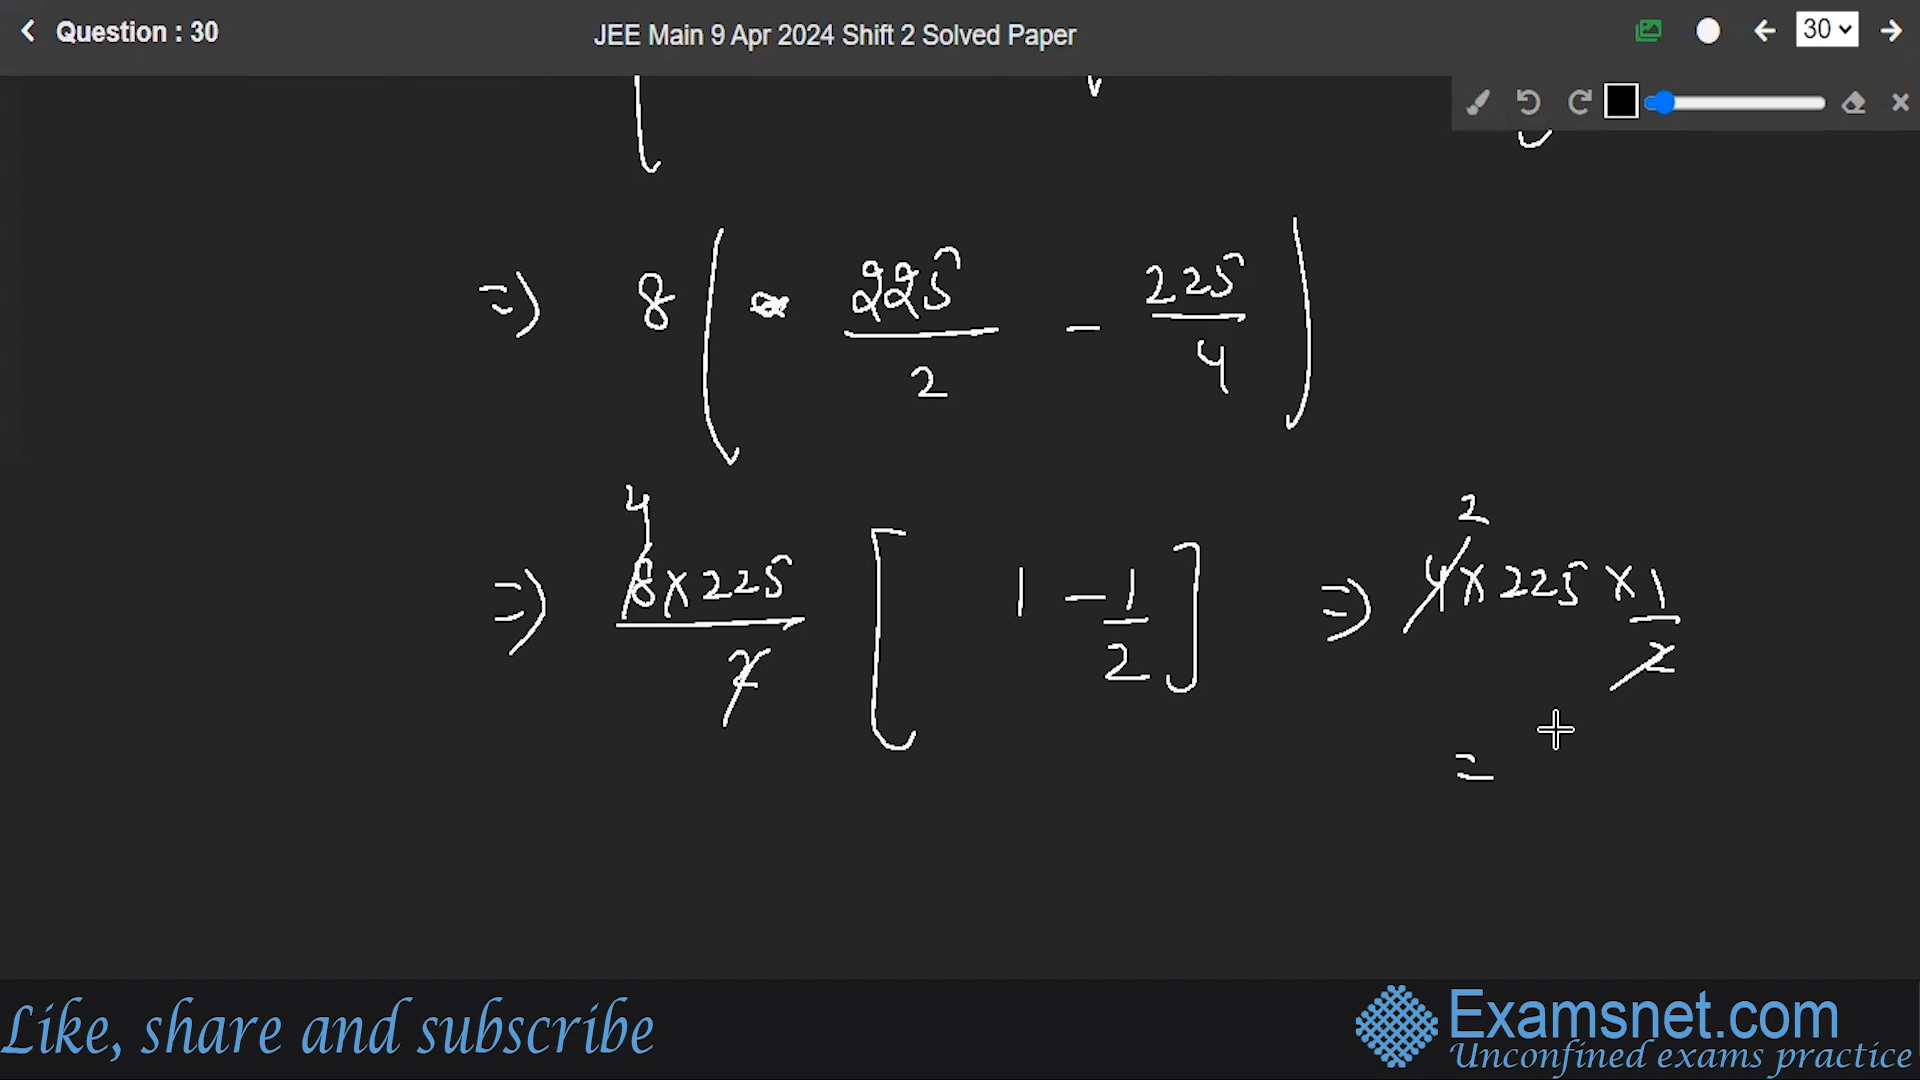 Question : 30
JEE Main 9 Apr 2024 Shift 2 Solved Paper
30
=) 8 ( 225/2 - 225/4 )
=) 8 x 225 / 2 [ 1 - 1/2 ] =) 4 x 225 x 1/2
4
2
=
Like, share and subscribe
Examsnet.com
Unconfined exams practice